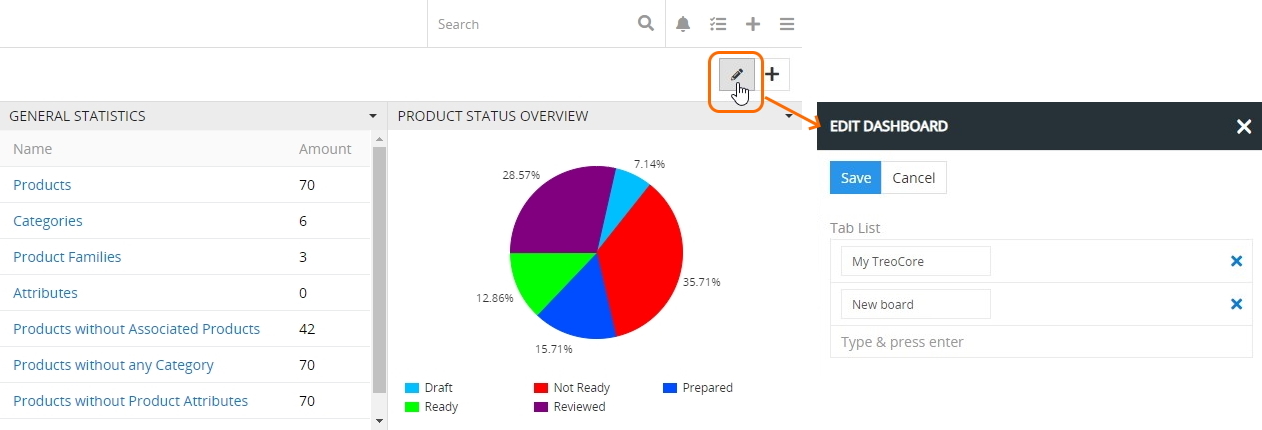 Search
GENERAL STATISTICS
Name Amount
Products 70
Categories 6
Product Families 3
Attributes 0
Products without Associated Products 42
Products without any Category 70
Products without Product Attributes 70
PRODUCT STATUS OVERVIEW
7.14%
28.57%
35.71%
12.86%
15.71%
Draft Not Ready Prepared
Ready Reviewed
EDIT DASHBOARD
Save Cancel
Tab List
My TreoCore
New board
Type & press enter